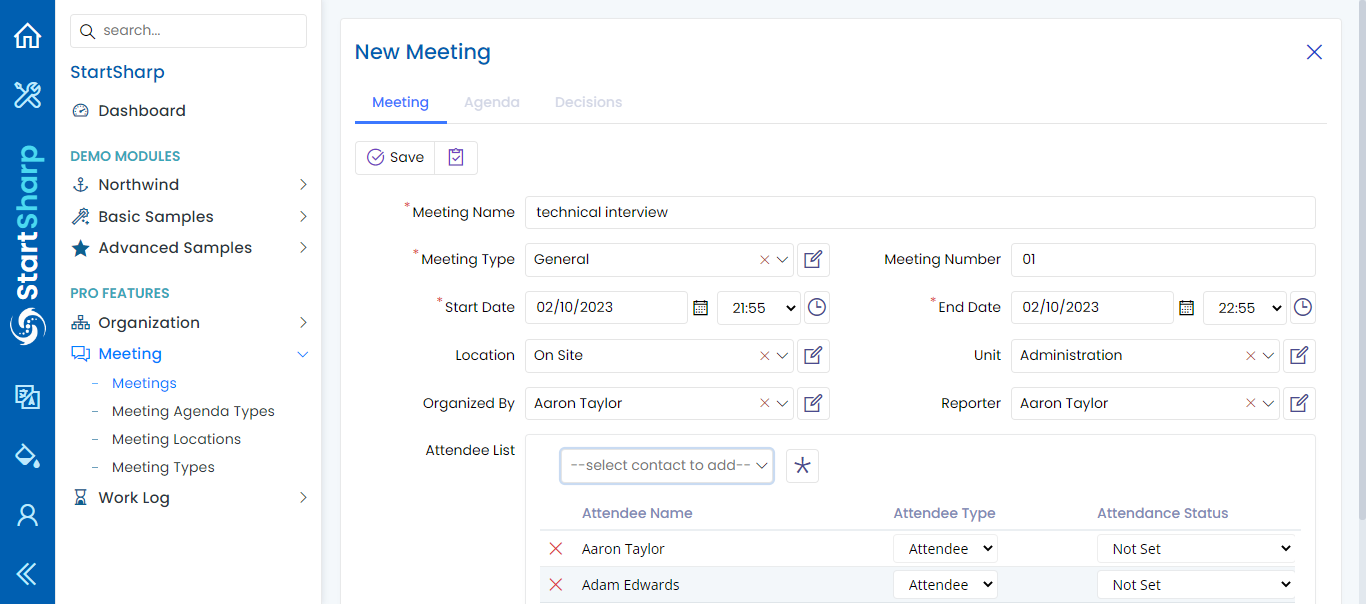 search...
StartSharp
Dashboard
DEMO MODULES
Northwind
Basic Samples
Advanced Samples
PRO FEATURES
Organization
Meeting
- Meetings
- Meeting Agenda Types
- Meeting Locations
- Meeting Types
Work Log
StartSharp
New Meeting
Meeting Agenda Decisions
Save
* Meeting Name technical interview
* Meeting Type General Meeting Number 01
* Start Date 02/10/2023 21:55 * End Date 02/10/2023 22:55
Location On Site Unit Administration
Organized By Aaron Taylor Reporter Aaron Taylor
Attendee List
--select contact to add--
Attendee Name Attendee Type Attendance Status
Aaron Taylor Attendee Not Set
Adam Edwards Attendee Not Set